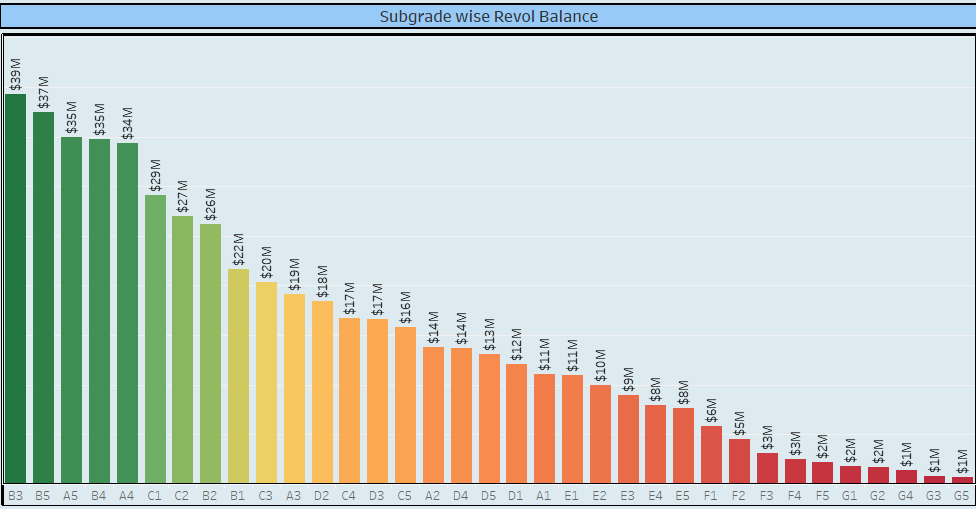 Subgrade wise Revol Balance
$39M $37M $35M $35M $34M $29M $27M $26M $22M $20M $19M $18M $17M $17M $16M $14M $14M $13M $12M $11M $11M $10M $9M $8M $8M $6M $5M $3M $3M $2M $2M $2M $1M $1M $1M
B3 B5 A5 B4 A4 C1 C2 B2 B1 C3 A3 D2 C4 D3 C5 A2 D4 D5 D1 A1 E1 E2 E3 E4 E5 F1 F2 F3 F4 F5 G1 G2 G4 G3 G5